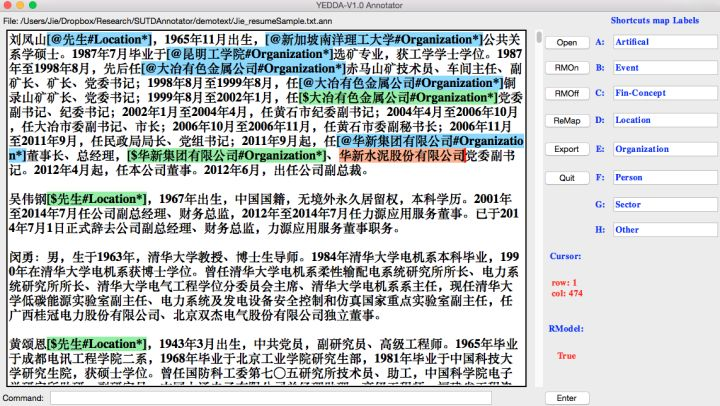 YEDDA-V1.0 Annotator
File: /Users/Jie/Dropbox/Research/SUTDAnnotator/demotext/Jie_resumeSample.txt.ann
刘凤山[@先生#Location*]，1965年11月出生，[@新加坡南洋理工大学#Organization*]公共关
系学硕士。1987年7月毕业于[@昆明工学院#Organization*]选矿专业，获工学学士学位。1987
年至1998年8月，先后任[@大冶有色金属公司#Organization*]赤马山矿技术员、车间主任、副
矿长、矿长、党委书记；1998年8月至1999年8月，任[@大冶有色金属公司#Organization*]铜
录山矿矿长、党委书记；1999年8月至2002年1月，任[$大冶有色金属公司#Organization*]党委
副书记、纪委书记；2002年1月至2004年4月，任黄石市纪委副书记；2004年4月至2006年10月
，任大冶市委副书记、市长；2006年10月至2006年11月，任黄石市委副秘书长；2006年11月
至2011年9月，任民政局局长、党组书记；2011年9月起，任[@华新集团有限公司#Organizatio
n*]董事长、总经理，[$华新集团有限公司#Organization*]、华新水泥股份有限公司党委副书
记。2012年4月起，任本公司董事。2012年6月，出任公司副总裁。
吴伟钢[$先生#Location*]，1967年出生，中国国籍，无境外永久居留权，本科学历。2001年
至2014年7月任公司副总经理、财务总监，2012年至2014年7月任力源应用服务董事。已于201
4年7月1日正式辞去公司副总经理、财务总监，力源应用服务董事职务。
闵勇：男，生于1963年，清华大学教授、博士生导师。1984年清华大学电机系本科毕业，199
0年在清华大学电机系获博士学位。曾任清华大学电机系柔性输配电系统研究所所长、电力系
统研究所所长、清华大学电气工程学位分委员会主席、清华大学电机系系主任，现任清华大
学低碳能源实验室副主任、电力系统及发电设备安全控制和仿真国家重点实验室副主任，任
广西桂冠电力股份公司、北京双杰电气股份有限公司独立董事。
黄颂恩[$先生#Location*]，1943年3月出生，中共党员，副研究员、高级工程师。1965年毕业
于成都电讯工程学院二系，1968年毕业于北京工业学院研究生部，1981年毕业于中国科技大
学研究生院，获硕士学位。曾任国防科工委第七〇五研究所技术员、助工，中国科学院电子
Command:
Shortcuts map Labels
Open
A: Artifical
RMOn
B: Event
RMOff
C: Fin-Concept
ReMap
D: Location
Export
E: Organization
Quit
F: Person
G: Sector
H: Other
Cursor:
row: 1
col: 474
RModel:
True
Enter